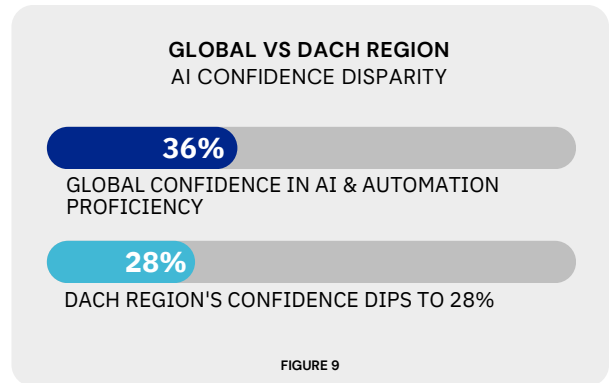 GLOBAL VS DACH REGION
AI CONFIDENCE DISPARITY
36%
GLOBAL CONFIDENCE IN AI & AUTOMATION
PROFICIENCY
28%
DACH REGION'S CONFIDENCE DIPS TO 28%
FIGURE 9